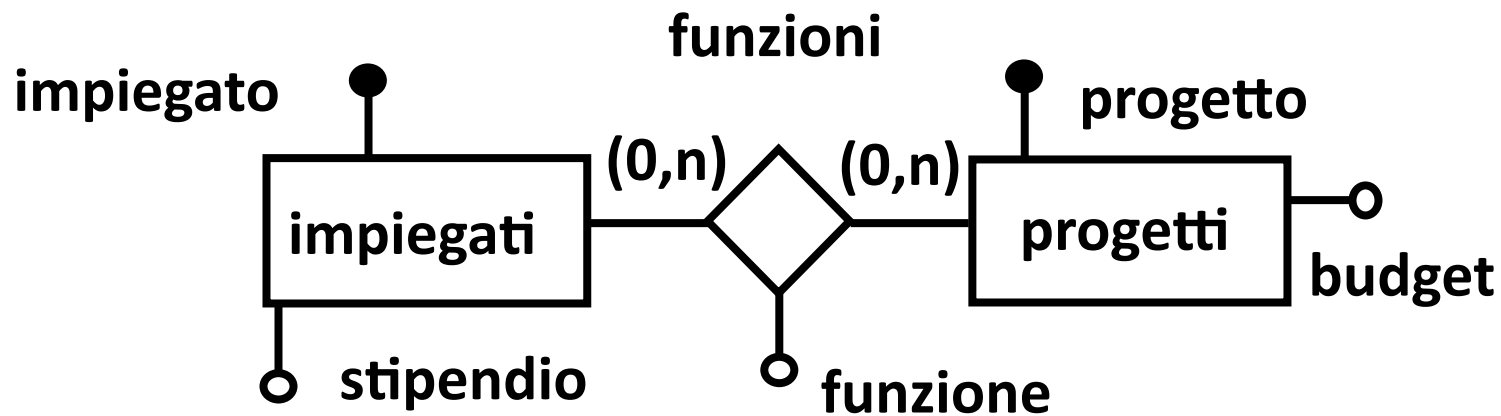 funzioni
impiegato
progetto
(0,n)
(0,n)
impiegati
progetti
budget
stipendio
funzione